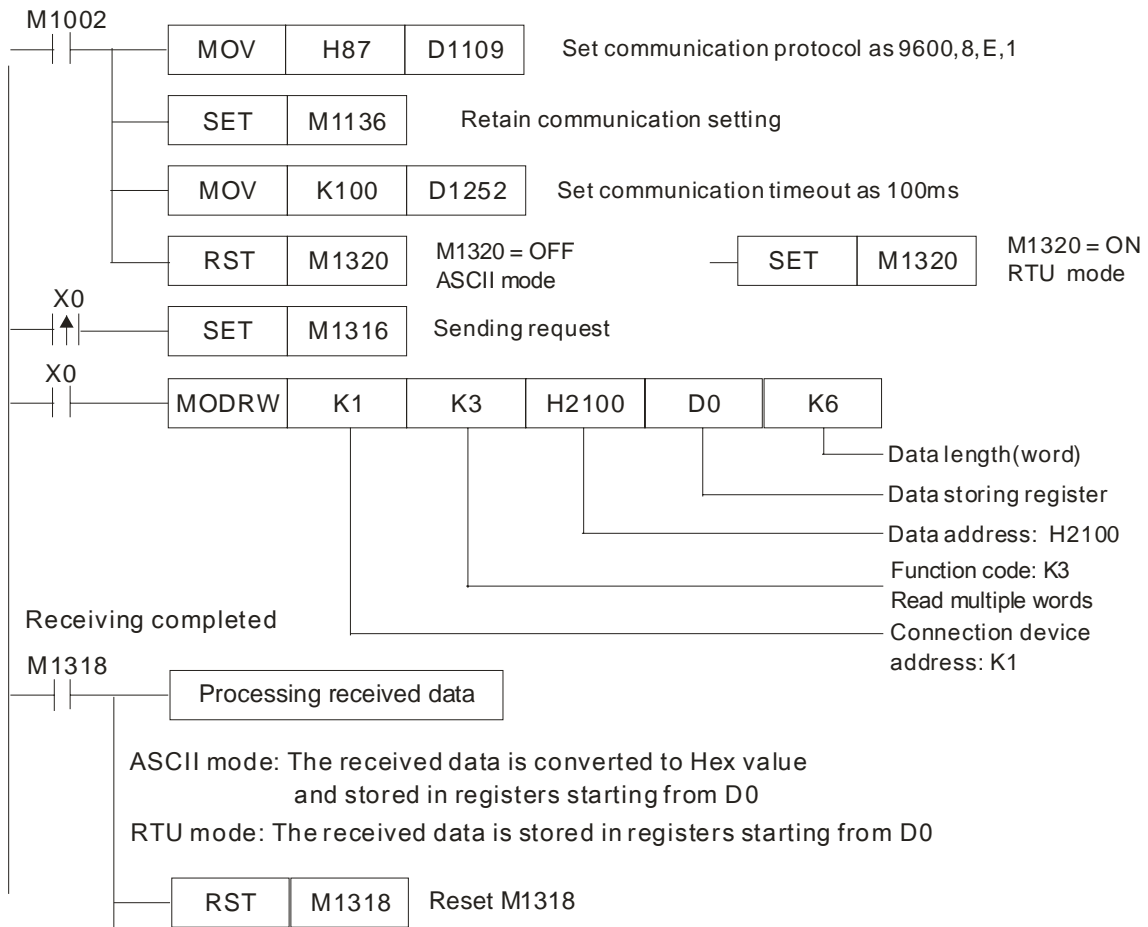 M1002
MOV H87 D1109 Set communication protocol as 9600,8,E,1
SET M1136 Retain communication setting
MOV K100 D1252 Set communication timeout as 100ms
RST M1320 M1320 = OFF
ASCII mode
SET M1320 M1320 = ON
RTU mode
X0
SET M1316 Sending request
X0
MODRW K1 K3 H2100 D0 K6
Data length(word)
Data storing register
Data address: H2100
Function code: K3
Read multiple words
Connection device
address: K1
Receiving completed
M1318
Processing received data
ASCII mode: The received data is converted to Hex value
and stored in registers starting from D0
RTU mode: The received data is stored in registers starting from D0
RST M1318 Reset M1318